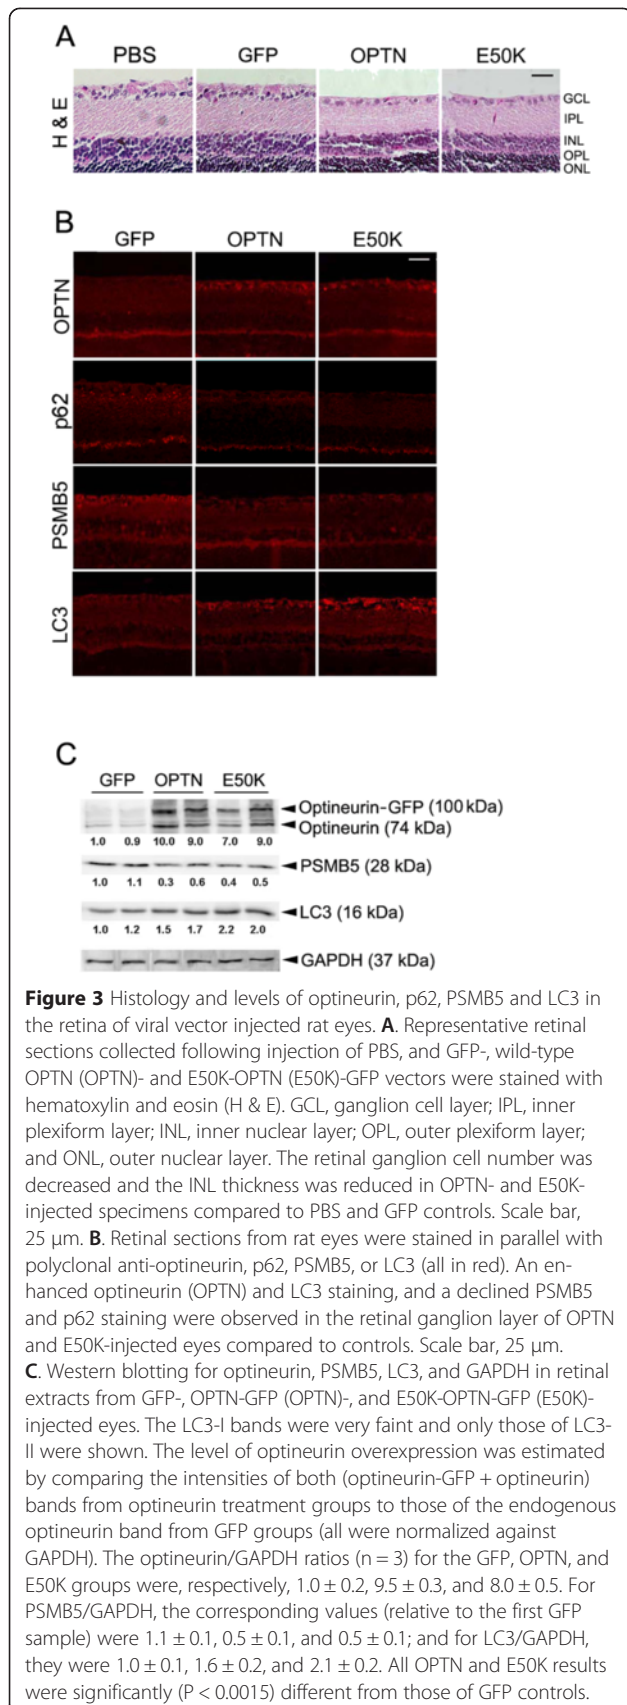 A
PBS GFP OPTN E50K
H & E
GCL
IPL
INL
OPL
ONL
B
GFP OPTN E50K
OPTN
p62
PSMB5
LC3
C
GFP OPTN E50K
Optineurin-GFP (100 kDa)
Optineurin (74 kDa)
1.0 0.9 10.0 9.0 7.0 9.0
PSMB5 (28 kDa)
1.0 1.1 0.3 0.6 0.4 0.5
LC3 (16 kDa)
1.0 1.2 1.5 1.7 2.2 2.0
GAPDH (37 kDa)
Figure 3 Histology and levels of optineurin, p62, PSMB5 and LC3 in
the retina of viral vector injected rat eyes. A. Representative retinal
sections collected following injection of PBS, and GFP-, wild-type
OPTN (OPTN)- and E50K-OPTN (E50K)-GFP vectors were stained with
hematoxylin and eosin (H & E). GCL, ganglion cell layer; IPL, inner
plexiform layer; INL, inner nuclear layer; OPL, outer plexiform layer;
and ONL, outer nuclear layer. The retinal ganglion cell number was
decreased and the INL thickness was reduced in OPTN- and E50K-
injected specimens compared to PBS and GFP controls. Scale bar,
25 μm. B. Retinal sections from rat eyes were stained in parallel with
polyclonal anti-optineurin, p62, PSMB5, or LC3 (all in red). An en-
hanced optineurin (OPTN) and LC3 staining, and a declined PSMB5
and p62 staining were observed in the retinal ganglion layer of OPTN
and E50K-injected eyes compared to controls. Scale bar, 25 μm.
C. Western blotting for optineurin, PSMB5, LC3, and GAPDH in retinal
extracts from GFP-, OPTN-GFP (OPTN)-, and E50K-OPTN-GFP (E50K)-
injected eyes. The LC3-I bands were very faint and only those of LC3-
II were shown. The level of optineurin overexpression was estimated
by comparing the intensities of both (optineurin-GFP + optineurin)
bands from optineurin treatment groups to those of the endogenous
optineurin band from GFP groups (all were normalized against
GAPDH). The optineurin/GAPDH ratios (n = 3) for the GFP, OPTN, and
E50K groups were, respectively, 1.0 ± 0.2, 9.5 ± 0.3, and 8.0 ± 0.5. For
PSMB5/GAPDH, the corresponding values (relative to the first GFP
sample) were 1.1 ± 0.1, 0.5 ± 0.1, and 0.5 ± 0.1; and for LC3/GAPDH,
they were 1.0 ± 0.1, 1.6 ± 0.2, and 2.1 ± 0.2. All OPTN and E50K results
were significantly (P < 0.0015) different from those of GFP controls.